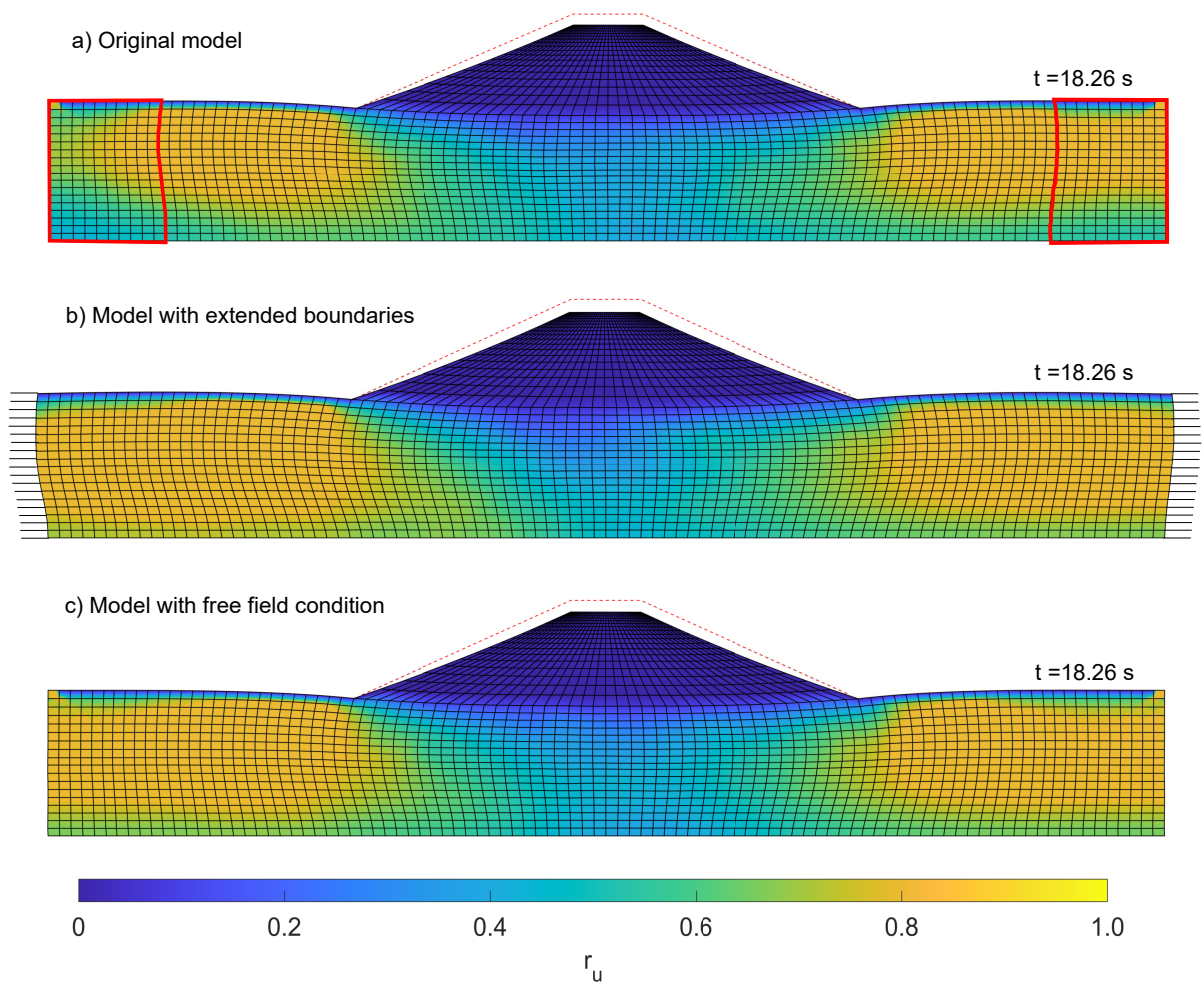 a) Original model
t =18.26 s
b) Model with extended boundaries
t =18.26 s
c) Model with free field condition
t =18.26 s
0 0.2 0.4 0.6 0.8 1.0
r_u